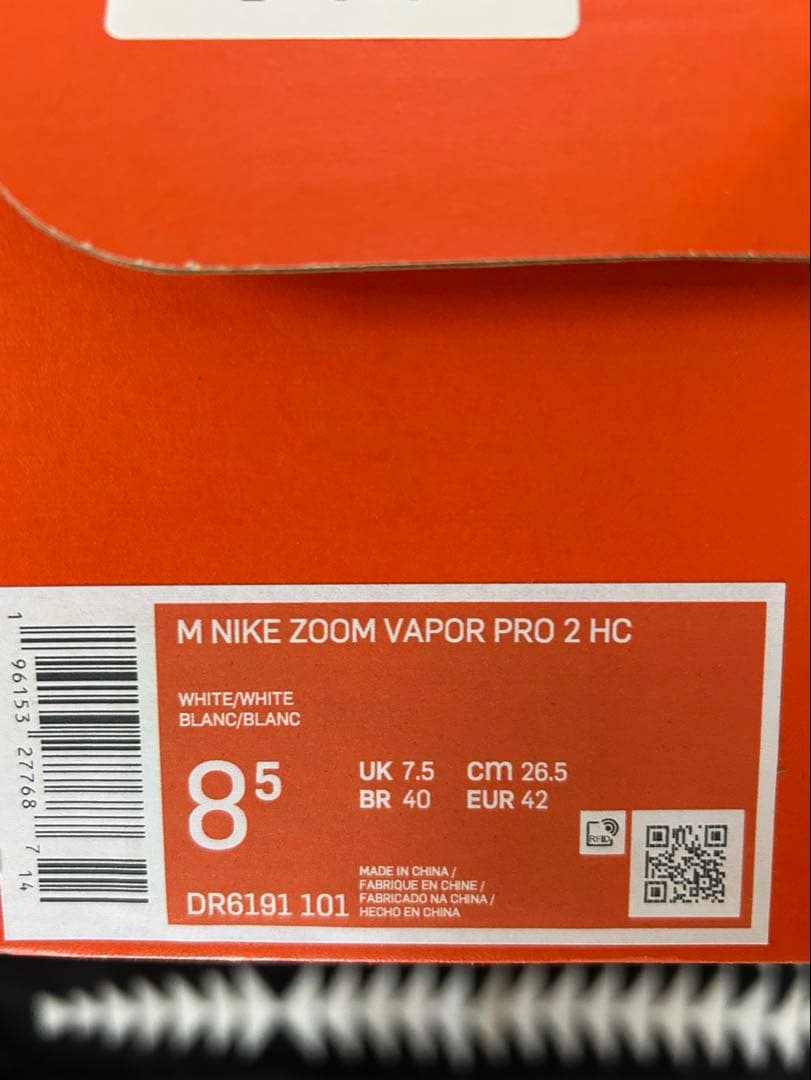 M NIKE ZOOM VAPOR PRO 2 HC
WHITE/WHITE
BLANC/BLANC
8⁵
UK 7.5 cm 26.5
BR 40 EUR 42
RFID
DR6191 101
MADE IN CHINA /
FABRIQUE EN CHINE /
FABRICADO NA CHINA /
HECHO EN CHINA
1 96153 27768 7 14